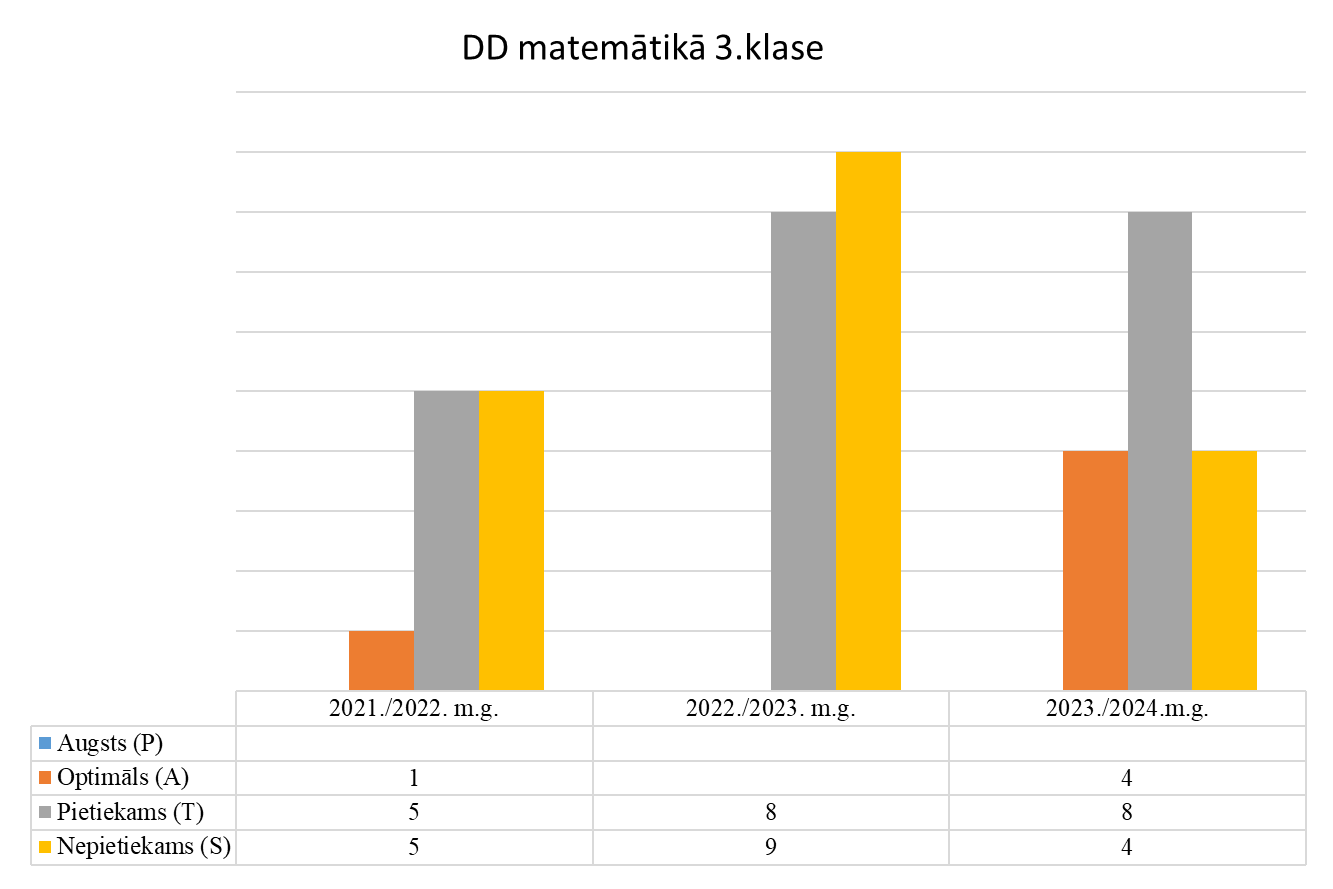 DD matemātikā 3.klase
2021./2022. m.g. 2022./2023. m.g. 2023./2024.m.g.
Augsts (P)
Optimāls (A) 1 4
Pietiekams (T) 5 8 8
Nepietiekams (S) 5 9 4